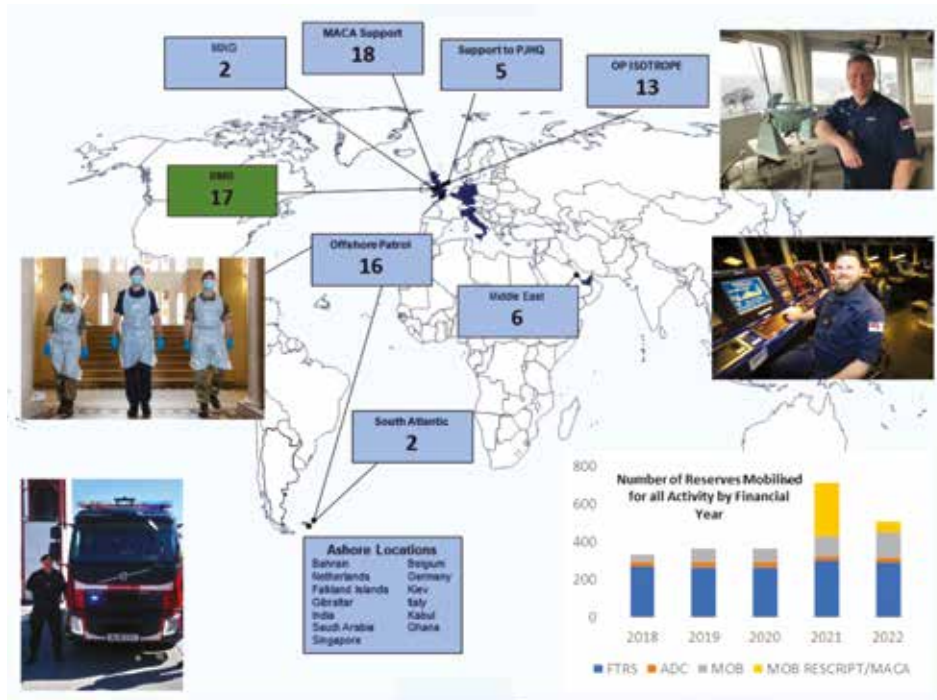 2
MACA Support
18
Support to PJHQ
5
OP ISOTROPE
13
17
Offshore Patrol
16
Middle East
6
South Atlantic
2
Ashore Locations
Bahrain Belgium
Netherlands Germany
Falkland Islands Kiev
Gibraltar Italy
India Kabul
Saudi Arabia Ghana
Singapore
Number of Reserves Mobilised
for all Activity by Financial
Year
800
600
400
200
0
2018 2019 2020 2021 2022
FTRS ADC MOB MOB RESCRIPT/MACA